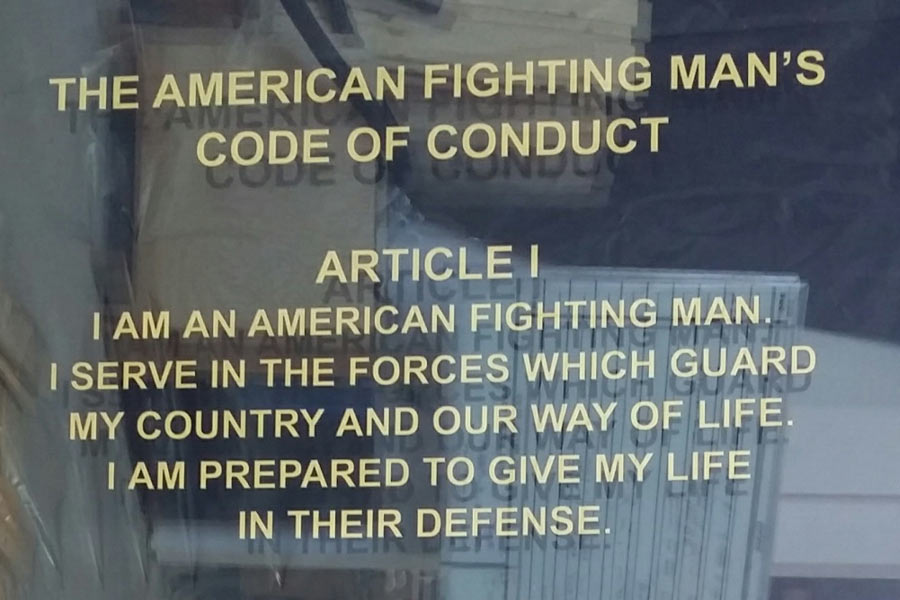 THE AMERICAN FIGHTING MAN'S
CODE OF CONDUCT
ARTICLE I
I AM AN AMERICAN FIGHTING MAN.
I SERVE IN THE FORCES WHICH GUARD
MY COUNTRY AND OUR WAY OF LIFE.
I AM PREPARED TO GIVE MY LIFE
IN THEIR DEFENSE.